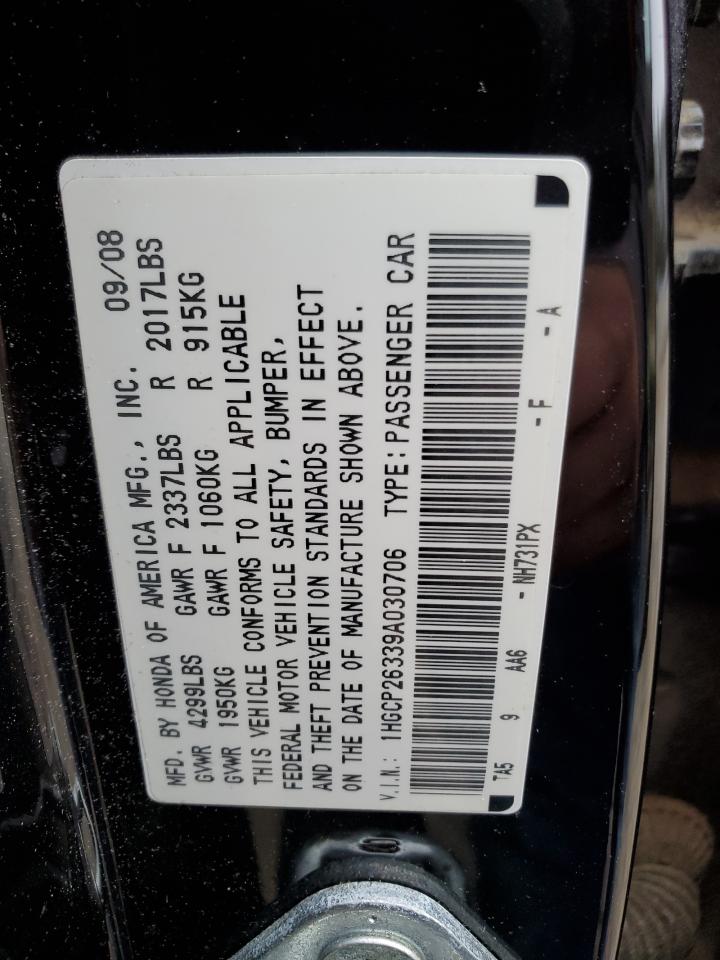 MFD. BY HONDA OF AMERICA MFG., INC. 09/08
GVWR 4299LBS GAWR F 2337LBS R 2017LBS
GVWR 1950KG GAWR F 1060KG R 915KG
THIS VEHICLE CONFORMS TO ALL APPLICABLE
FEDERAL MOTOR VEHICLE SAFETY, BUMPER,
AND THEFT PREVENTION STANDARDS IN EFFECT
ON THE DATE OF MANUFACTURE SHOWN ABOVE.
V.I.N.: 1HGCP26339A030706 TYPE:PASSENGER CAR
TA5 9 AA6 - NH731PX - F - A